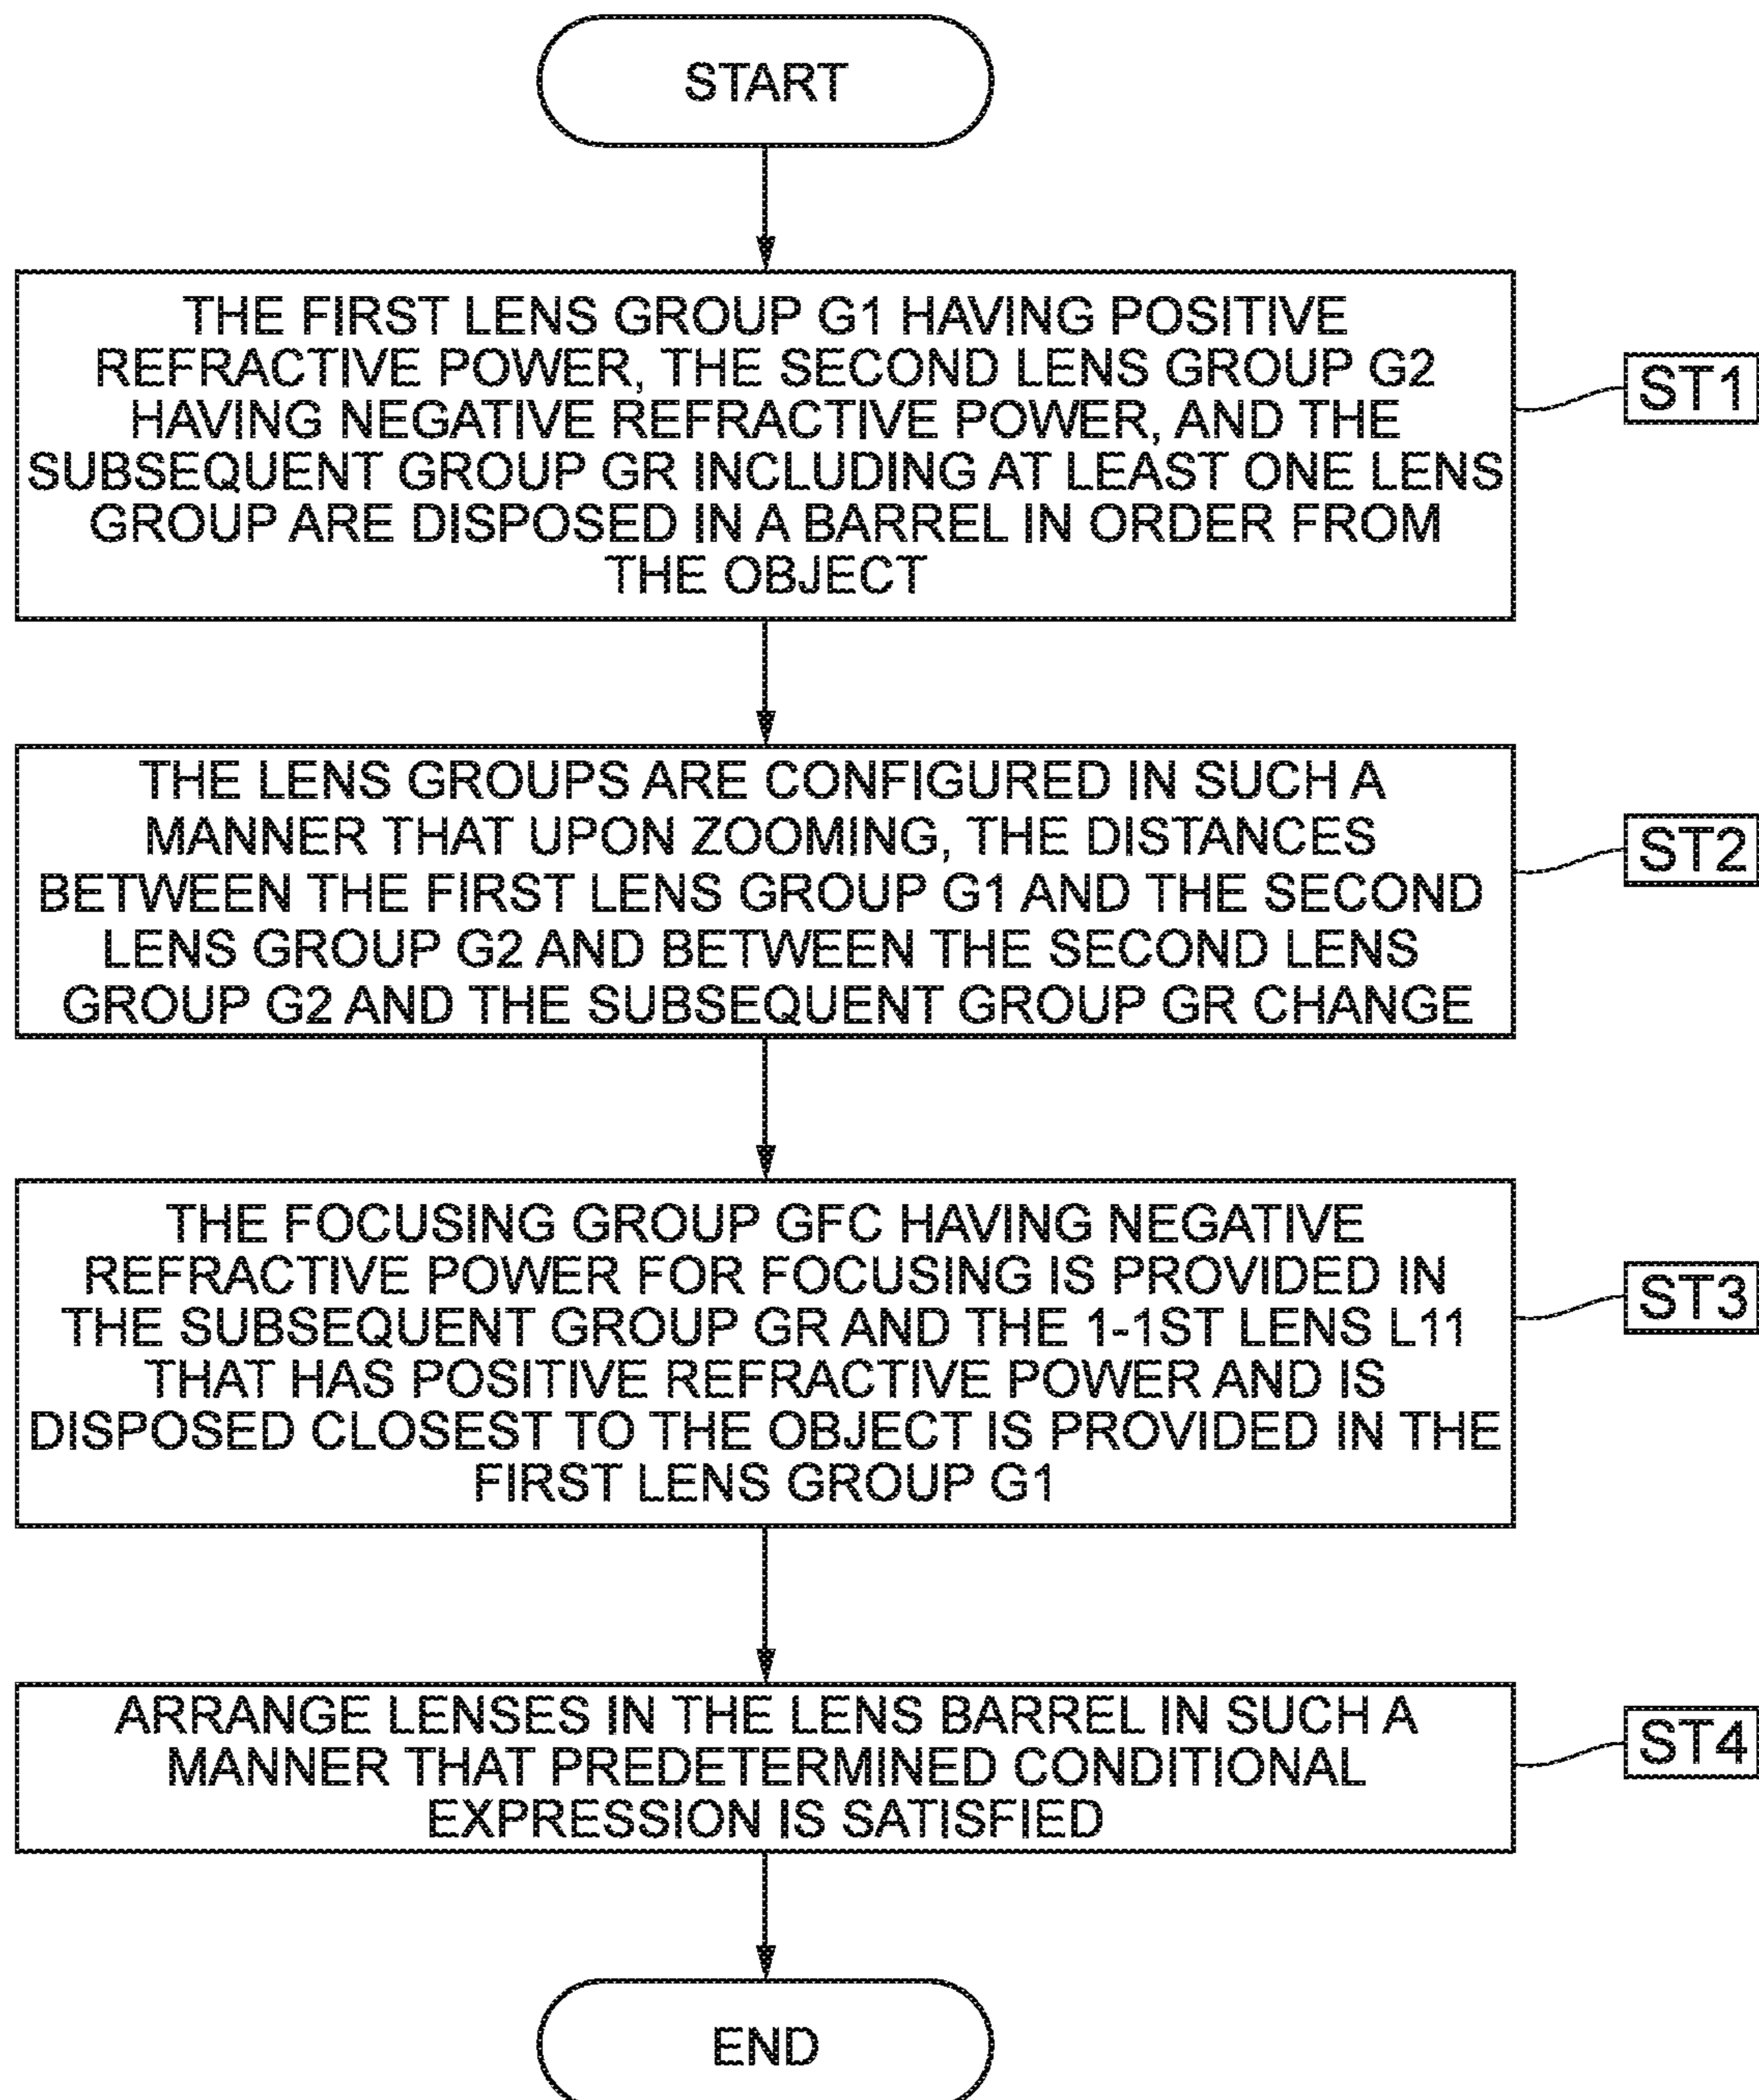 START
THE FIRST LENS GROUP G1 HAVING POSITIVE
REFRACTIVE POWER, THE SECOND LENS GROUP G2
HAVING NEGATIVE REFRACTIVE POWER, AND THE
SUBSEQUENT GROUP GR INCLUDING AT LEAST ONE LENS
GROUP ARE DISPOSED IN A BARREL IN ORDER FROM
THE OBJECT
ST1
THE LENS GROUPS ARE CONFIGURED IN SUCH A
MANNER THAT UPON ZOOMING, THE DISTANCES
BETWEEN THE FIRST LENS GROUP G1 AND THE SECOND
LENS GROUP G2 AND BETWEEN THE SECOND LENS
GROUP G2 AND THE SUBSEQUENT GROUP GR CHANGE
ST2
THE FOCUSING GROUP GFC HAVING NEGATIVE
REFRACTIVE POWER FOR FOCUSING IS PROVIDED IN
THE SUBSEQUENT GROUP GR AND THE 1-1ST LENS L11
THAT HAS POSITIVE REFRACTIVE POWER AND IS
DISPOSED CLOSEST TO THE OBJECT IS PROVIDED IN THE
FIRST LENS GROUP G1
ST3
ARRANGE LENSES IN THE LENS BARREL IN SUCH A
MANNER THAT PREDETERMINED CONDITIONAL
EXPRESSION IS SATISFIED
ST4
END